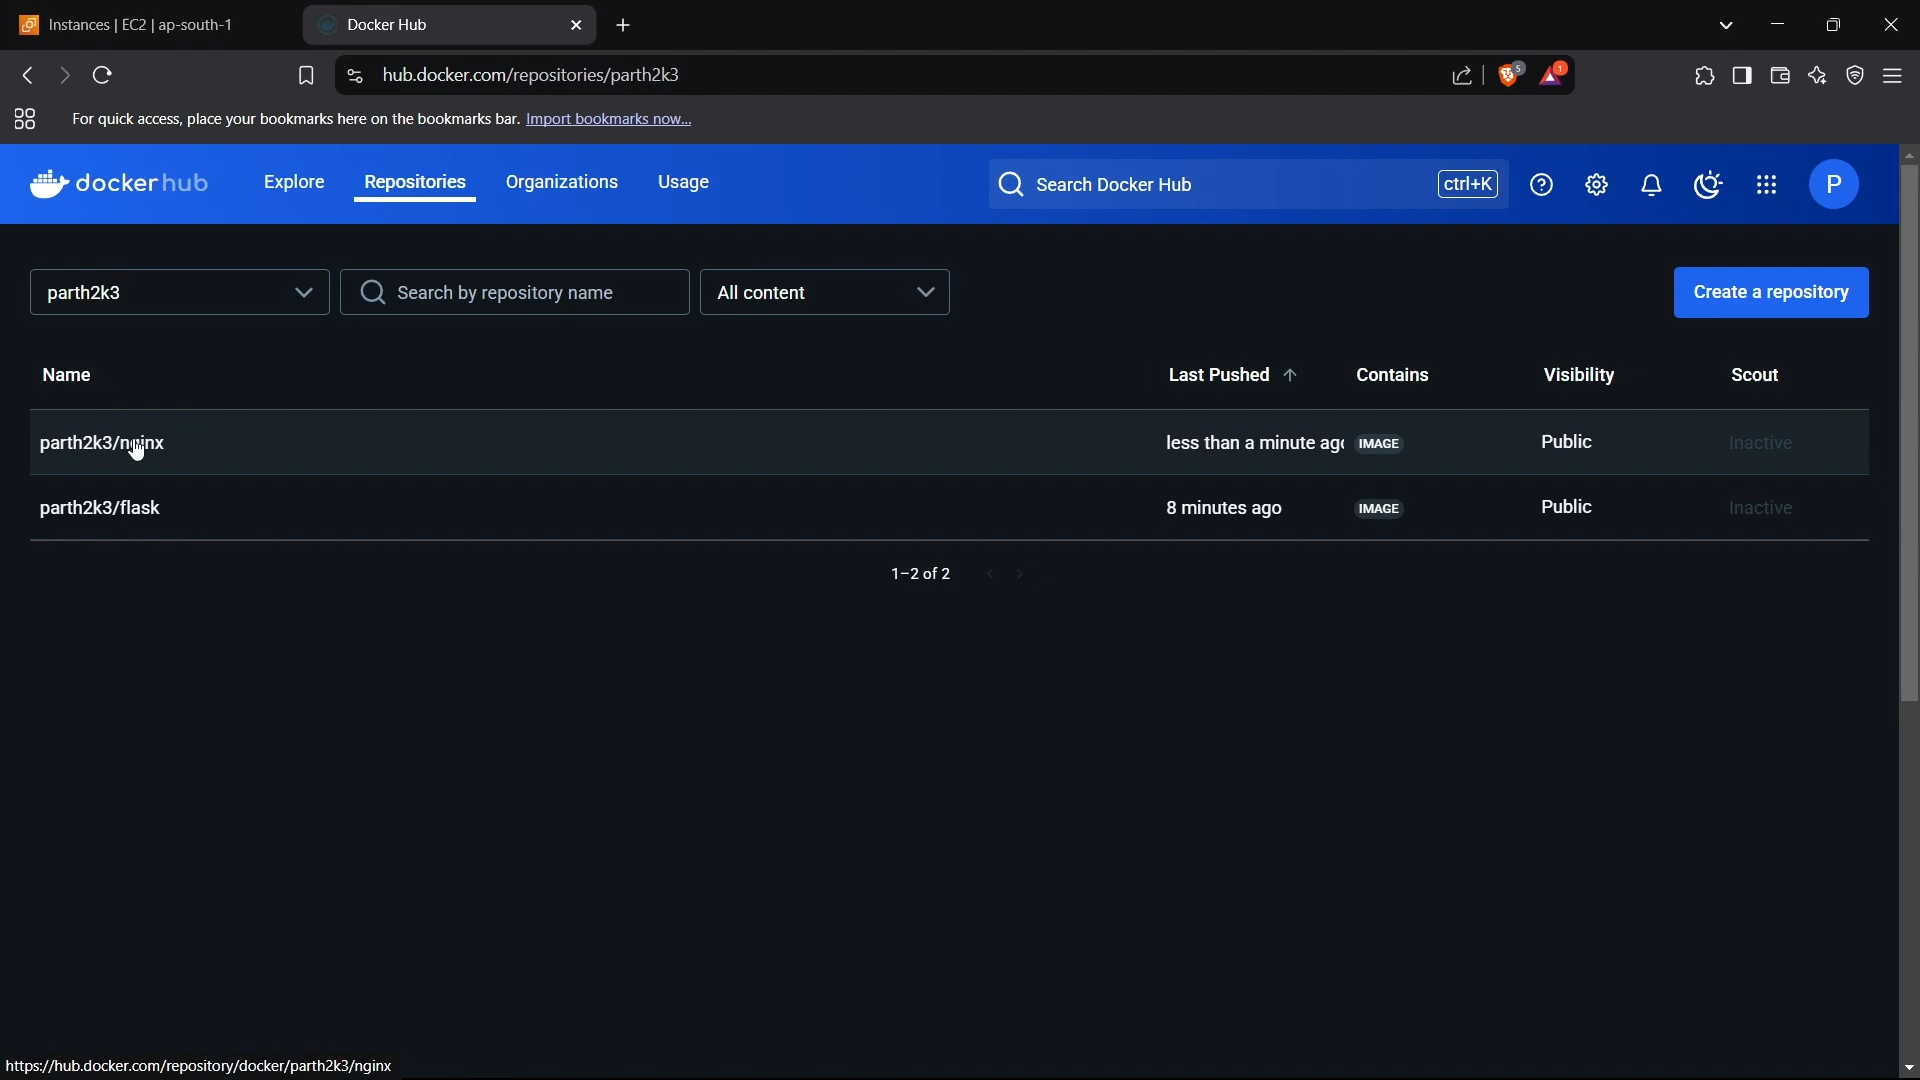 Instances | EC2 | ap-south-1
Docker Hub
hub.docker.com/repositories/parth2k3
5
1
For quick access, place your bookmarks here on the bookmarks bar. Import bookmarks now...
docker hub
Explore
Repositories
Organizations
Usage
Search Docker Hub
ctrl+K
P
parth2k3
Search by repository name
All content
Create a repository
Name
Last Pushed
Contains
Visibility
Scout
parth2k3/nginx
less than a minute ago
IMAGE
Public
Inactive
parth2k3/flask
8 minutes ago
IMAGE
Public
Inactive
1–2 of 2
https://hub.docker.com/repository/docker/parth2k3/nginx